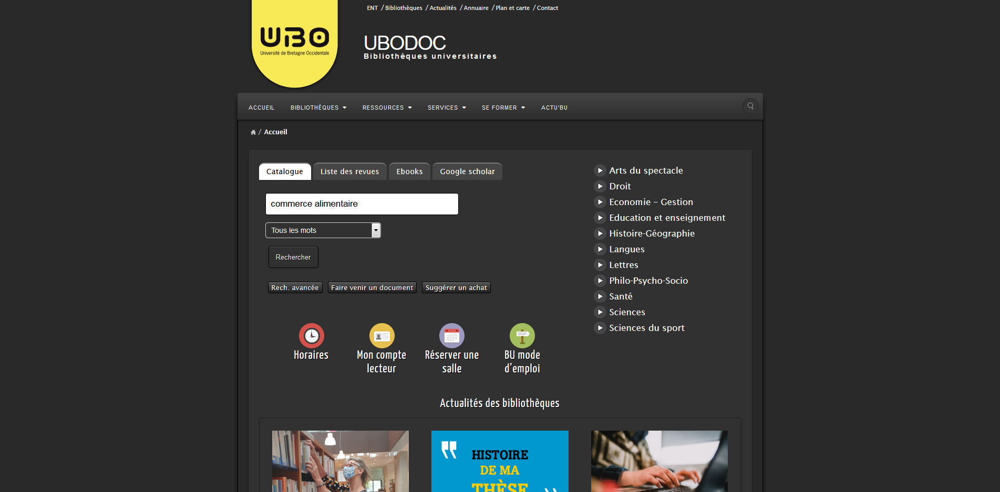 ENT / Bibliothèques / Actualités / Annuaire / Plan et carte / Contact
UBO
Université de Bretagne Occidentale
UBODOC
Bibliothèques universitaires
ACCUEIL BIBLIOTHÈQUES RESSOURCES SERVICES SE FORMER ACTU'BU
/ Accueil
Catalogue Liste des revues Ebooks Google scholar
commerce alimentaire
Tous les mots
Rechercher
Rech. avancée Faire venir un document Suggérer un achat
Horaires
Mon compte
lecteur
Réserver une
salle
BU mode
d’emploi
Arts du spectacle
Droit
Economie – Gestion
Education et enseignement
Histoire-Géographie
Langues
Lettres
Philo-Psycho-Socio
Santé
Sciences
Sciences du sport
Actualités des bibliothèques
HISTOIRE
DE MA
THÈSE